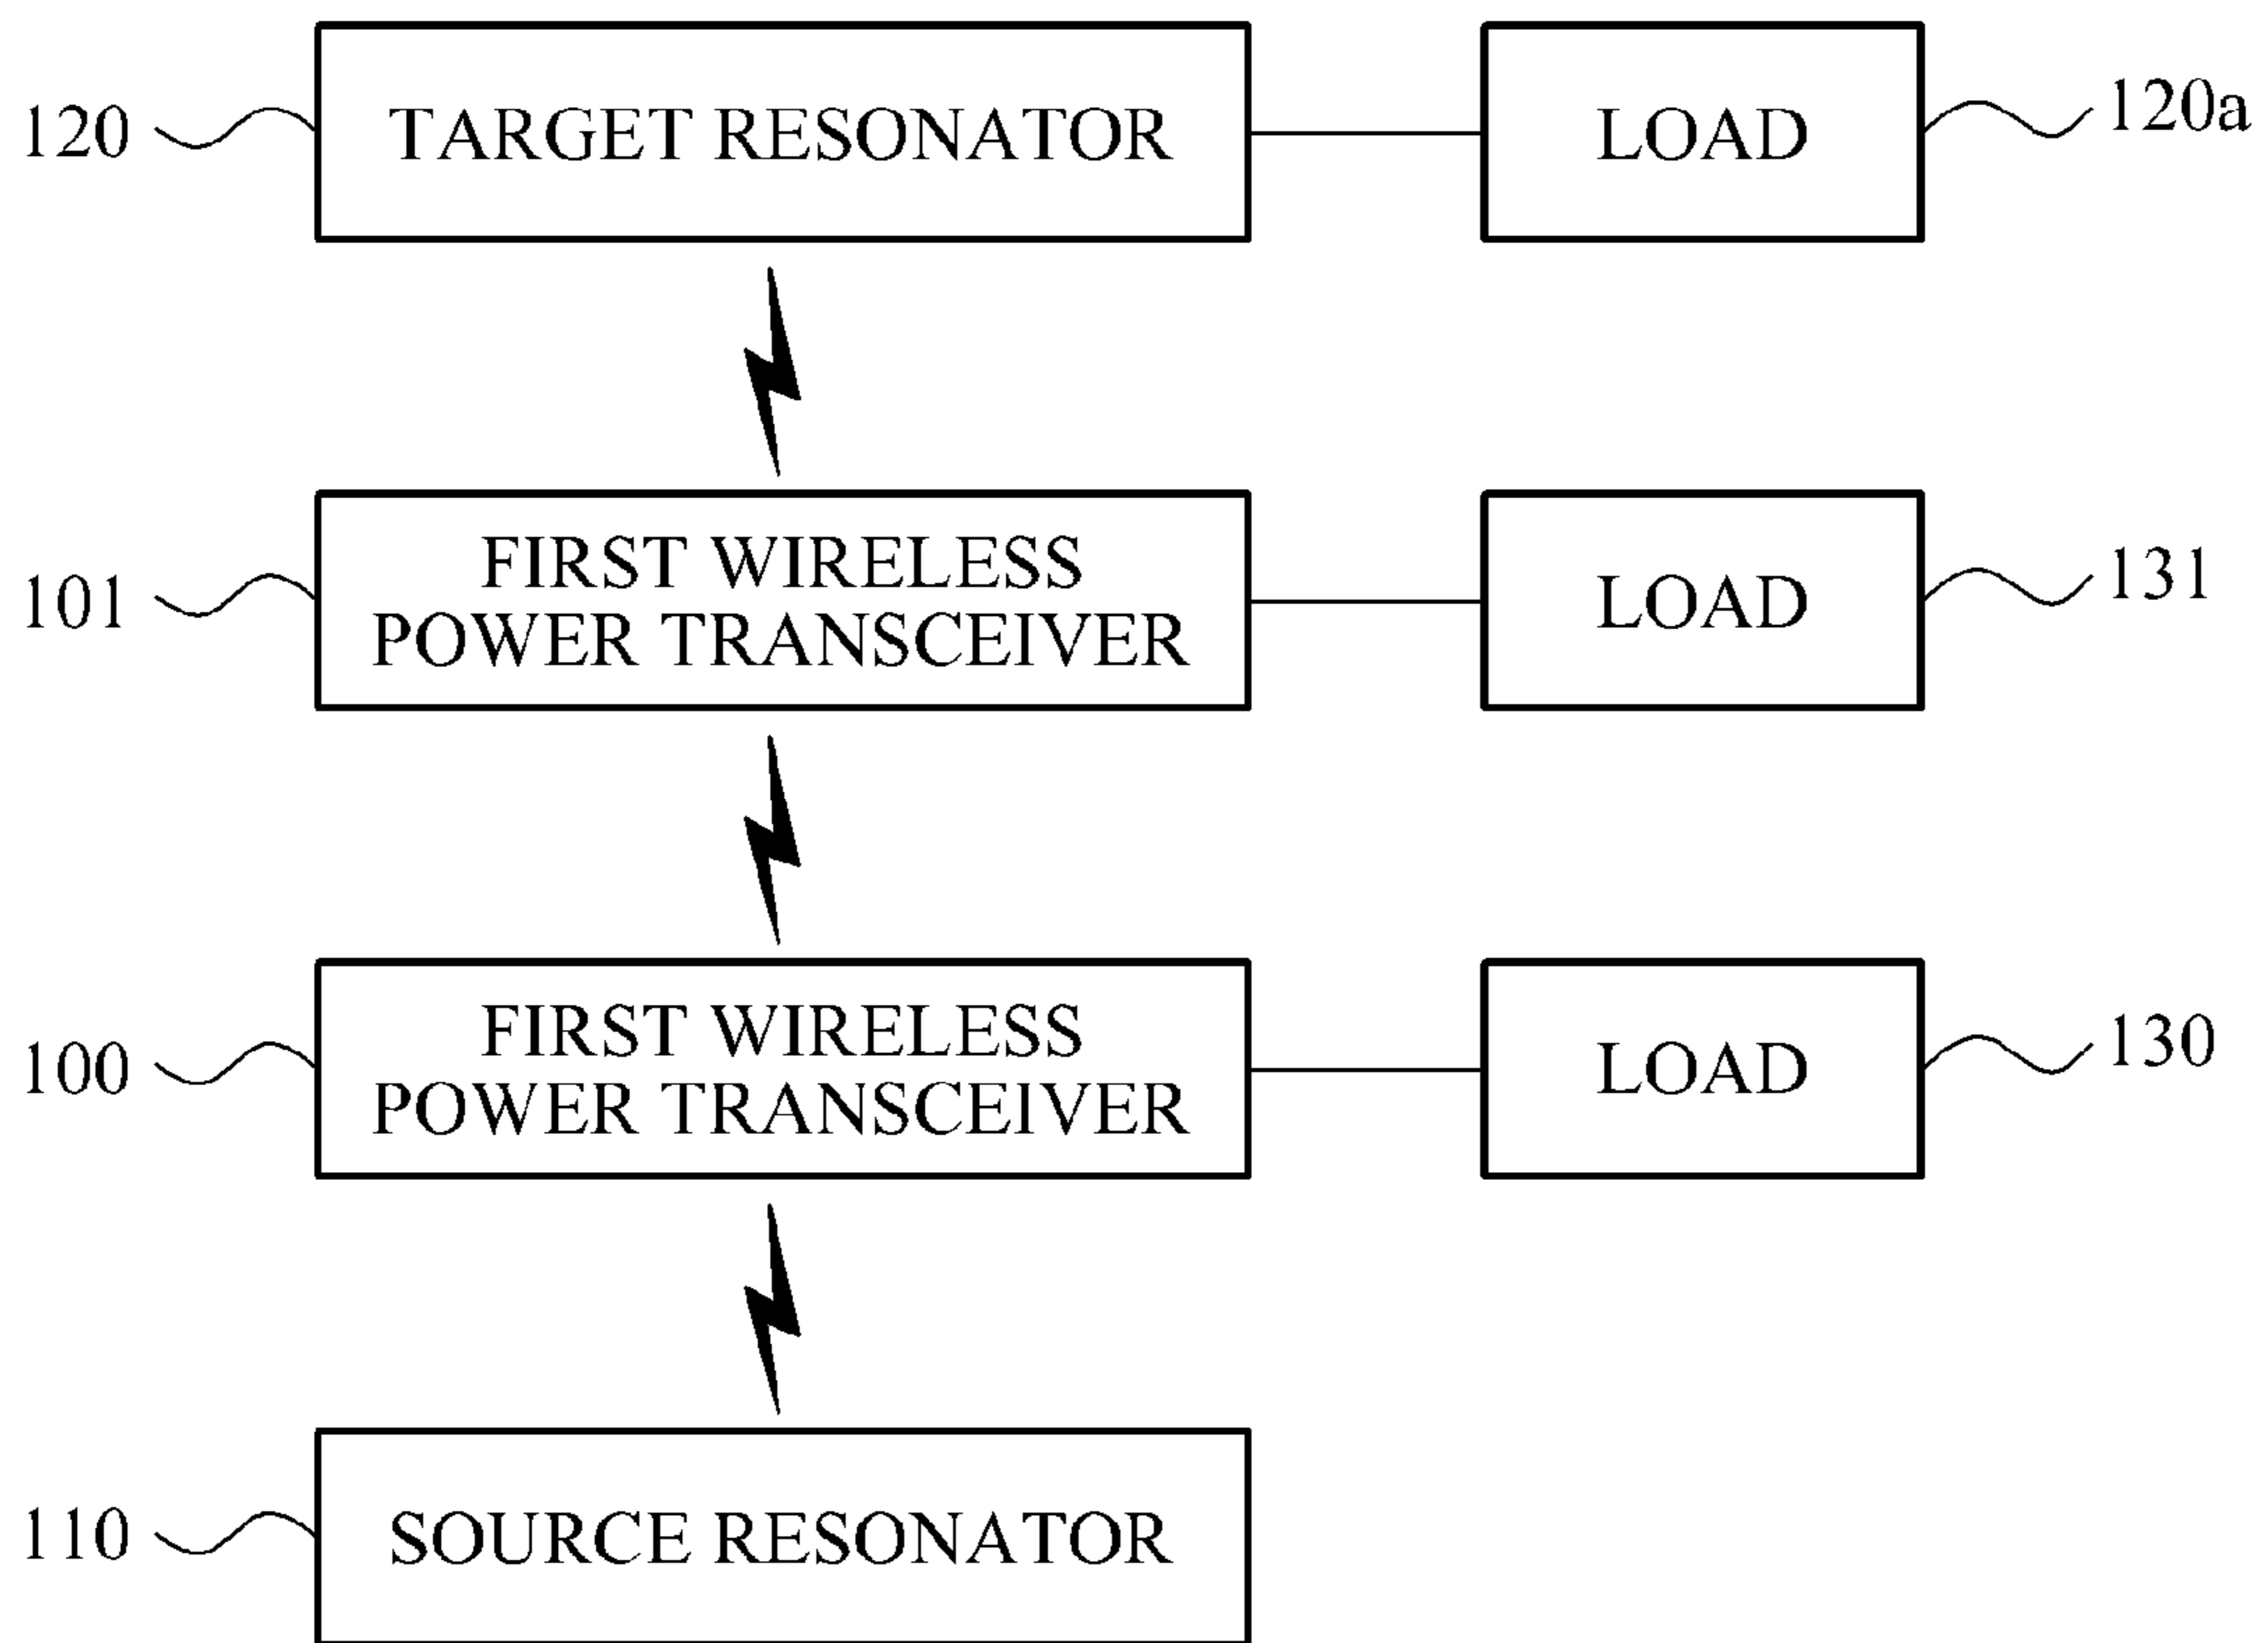 120 TARGET RESONATOR LOAD 120a
FIRST WIRELESS
101 POWER TRANSCEIVER LOAD 131
FIRST WIRELESS
100 POWER TRANSCEIVER LOAD 130
110 SOURCE RESONATOR